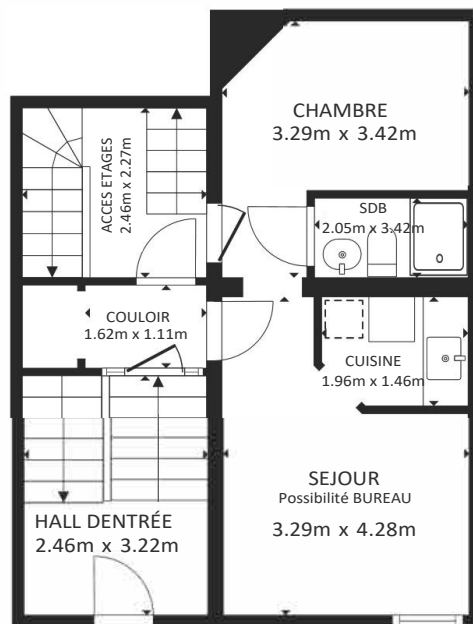 CHAMBRE
3.29m x 3.42m
ACCES ETAGES
2.46m x 2.27m
SDB
2.05m x 3.42m
COULOIR
1.62m x 1.11m
CUISINE
1.96m x 1.46m
SEJOUR
Possibilité BUREAU
3.29m x 4.28m
HALL DENTRÉE
2.46m x 3.22m